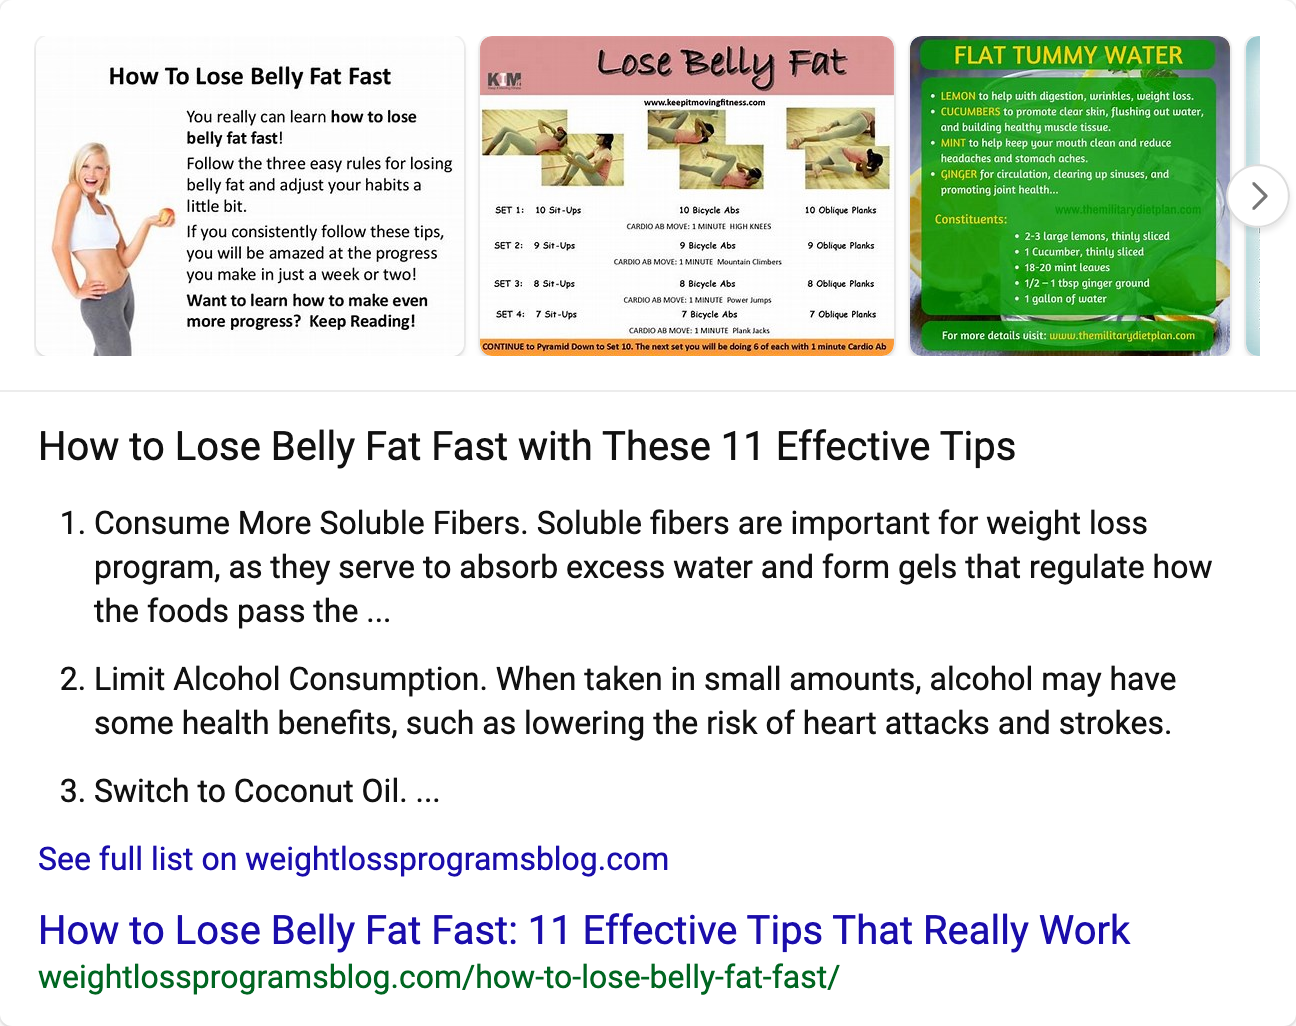 How To Lose Belly Fat Fast
You really can learn how to lose
belly fat fast!
Follow the three easy rules for losing
belly fat and adjust your habits a
little bit.
If you consistently follow these tips,
you will be amazed at the progress
you make in just a week or two!
Want to learn how to make even
more progress? Keep Reading!
KIM
Lose Belly Fat
www.keepitmovingfitness.com
SET 1: 10 Sit-Ups 10 Bicycle Abs 10 Oblique Planks
CARDIO AB MOVE: 1 MINUTE HIGH KNEES
SET 2: 9 Sit-Ups 9 Bicycle Abs 9 Oblique Planks
CARDIO AB MOVE: 1 MINUTE Mountain Climbers
SET 3: 8 Sit-Ups 8 Bicycle Abs 8 Oblique Planks
CARDIO AB MOVE: 1 MINUTE Power Jumps
SET 4: 7 Sit-Ups 7 Bicycle Abs 7 Oblique Planks
CARDIO AB MOVE: 1 MINUTE Plank Jacks
CONTINUE to Pyramid Down to Set 10. The next set you will be doing 6 of each with 1 minute Cardio Ab
FLAT TUMMY WATER
• LEMON to help with digestion, wrinkles, weight loss.
• CUCUMBERS to promote clear skin, flushing out water,
and building healthy muscle tissue.
• MINT to help keep your mouth clean and reduce
headaches and stomach aches.
• GINGER for circulation, clearing up sinuses, and
promoting joint health...
www.themilitarydietplan.com
Constituents:
• 2-3 large lemons, thinly sliced
• 1 Cucumber, thinly sliced
• 18-20 mint leaves
• 1/2 – 1 tbsp ginger ground
• 1 gallon of water
For more details visit: www.themilitarydietplan.com
How to Lose Belly Fat Fast with These 11 Effective Tips
1. Consume More Soluble Fibers. Soluble fibers are important for weight loss
program, as they serve to absorb excess water and form gels that regulate how
the foods pass the ...
2. Limit Alcohol Consumption. When taken in small amounts, alcohol may have
some health benefits, such as lowering the risk of heart attacks and strokes.
3. Switch to Coconut Oil. ...
See full list on weightlossprogramsblog.com
How to Lose Belly Fat Fast: 11 Effective Tips That Really Work
weightlossprogramsblog.com/how-to-lose-belly-fat-fast/